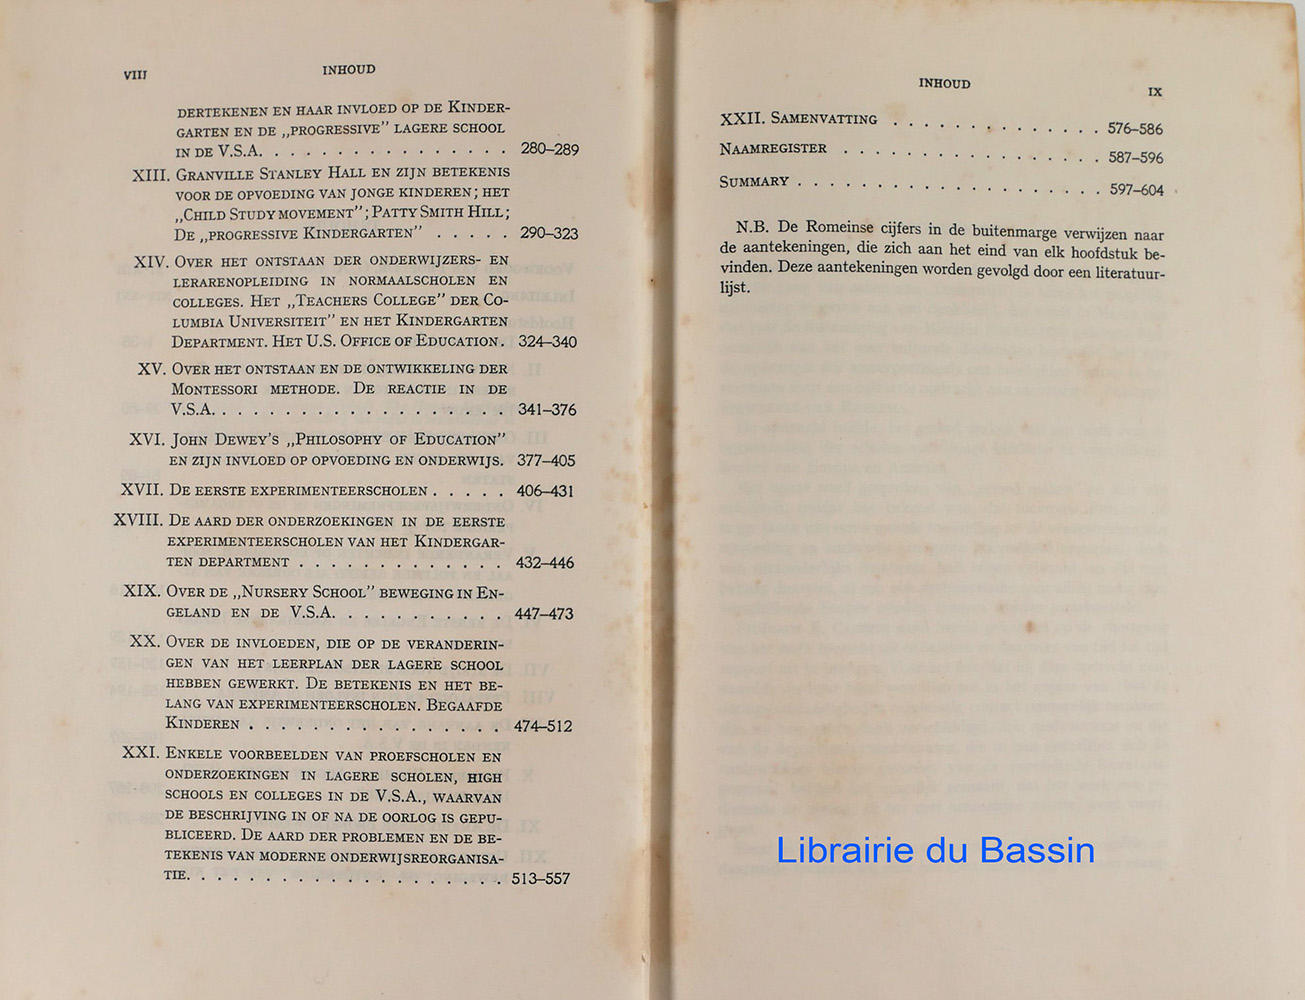 VIII INHOUD
DERTEKENEN EN HAAR INVLOED OP DE KINDER-
GARTEN EN DE „PROGRESSIVE” LAGERE SCHOOL
IN DE V.S.A. . . . . . . . . . . . . . . . 280–289
XIII. GRANVILLE STANLEY HALL EN ZIJN BETEKENIS
VOOR DE OPVOEDING VAN JONGE KINDEREN; HET
„CHILD STUDY MOVEMENT”; PATTY SMITH HILL;
DE „PROGRESSIVE KINDERGARTEN” . . . . . 290–323
XIV. OVER HET ONTSTAAN DER ONDERWIJZERS- EN
LERARENOPLEIDING IN NORMAALSCHOLEN EN
COLLEGES. HET „TEACHERS COLLEGE” DER CO-
LUMBIA UNIVERSITEIT” EN HET KINDERGARTEN
DEPARTMENT. HET U.S. OFFICE OF EDUCATION. 324–340
XV. OVER HET ONTSTAAN EN DE ONTWIKKELING DER
MONTESSORI METHODE. DE REACTIE IN DE
V.S.A. . . . . . . . . . . . . . . . . . . 341–376
XVI. JOHN DEWEY'S „PHILOSOPHY OF EDUCATION”
EN ZIJN INVLOED OP OPVOEDING EN ONDERWIJS. 377–405
XVII. DE EERSTE EXPERIMENTEERSCHOLEN . . . . . 406–431
XVIII. DE AARD DER ONDERZOEKINGEN IN DE EERSTE
EXPERIMENTEERSCHOLEN VAN HET KINDERGAR-
TEN DEPARTMENT . . . . . . . . . . . . . 432–446
XIX. OVER DE „NURSERY SCHOOL” BEWEGING IN EN-
GELAND EN DE V.S.A. . . . . . . . . . . 447–473
XX. OVER DE INVLOEDEN, DIE OP DE VERANDERIN-
GEN VAN HET LEERPLAN DER LAGERE SCHOOL
HEBBEN GEWERKT. DE BETEKENIS EN HET BE-
LANG VAN EXPERIMENTEERSCHOLEN. BEGAAFDE
KINDEREN . . . . . . . . . . . . . . . . 474–512
XXI. ENKELE VOORBEELDEN VAN PROEFSCHOLEN EN
ONDERZOEKINGEN IN LAGERE SCHOLEN, HIGH
SCHOOLS EN COLLEGES IN DE V.S.A., WAARVAN
DE BESCHRIJVING IN OF NA DE OORLOG IS GEPU-
BLICEERD. DE AARD DER PROBLEMEN EN DE BE-
TEKENIS VAN MODERNE ONDERWIJSREORGANISA-
TIE. . . . . . . . . . . . . . . . . . . . 513–557
INHOUD IX
XXII. SAMENVATTING . . . . . . . . . . . . . . 576–586
NAAMREGISTER . . . . . . . . . . . . . . . . . 587–596
SUMMARY . . . . . . . . . . . . . . . . . . . . 597–604
N.B. De Romeinse cijfers in de buitenmarge verwijzen naar
de aantekeningen, die zich aan het eind van elk hoofdstuk be-
vinden. Deze aantekeningen worden gevolgd door een literatuur-
lijst.
Librairie du Bassin